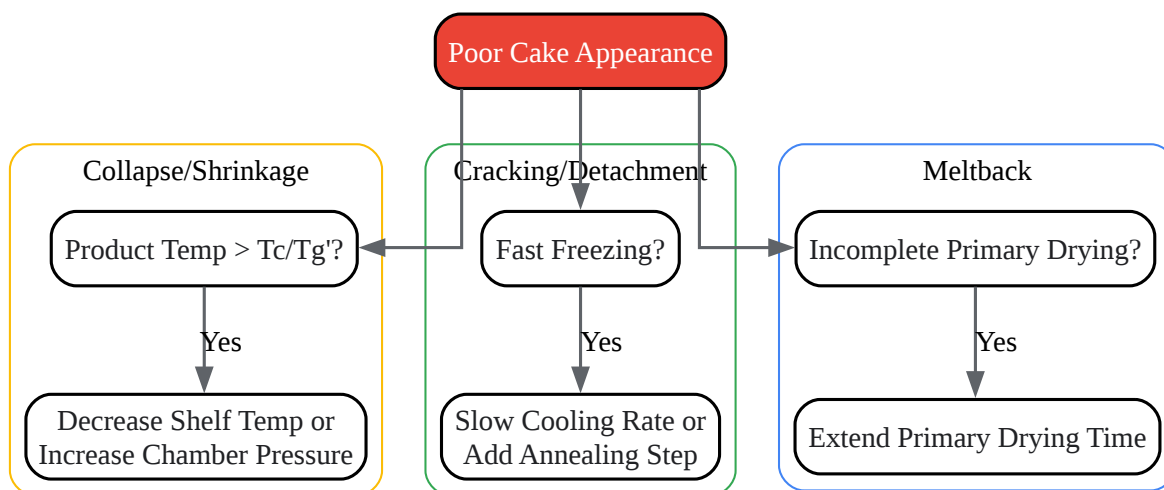 Poor Cake Appearance
Collapse/Shrinkage
Cracking/Detachment
Meltback
Product Temp > Tc/Tg'?
Fast Freezing?
Incomplete Primary Drying?
Yes
Yes
Yes
Decrease Shelf Temp or
Increase Chamber Pressure
Slow Cooling Rate or
Add Annealing Step
Extend Primary Drying Time